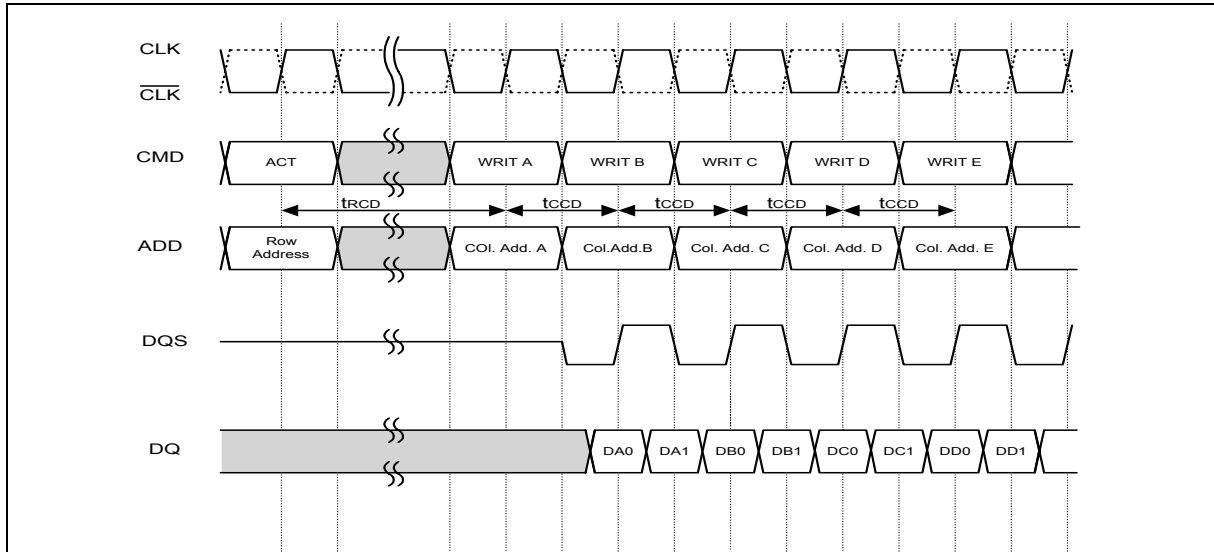 CLK
C̅L̅K̅
CMD ACT WRIT A WRIT B WRIT C WRIT D WRIT E
tRCD tCCD tCCD tCCD tCCD
ADD Row Address COl. Add. A Col.Add.B Col. Add. C Col. Add. D Col. Add. E
DQS
DQ DA0 DA1 DB0 DB1 DC0 DC1 DD0 DD1